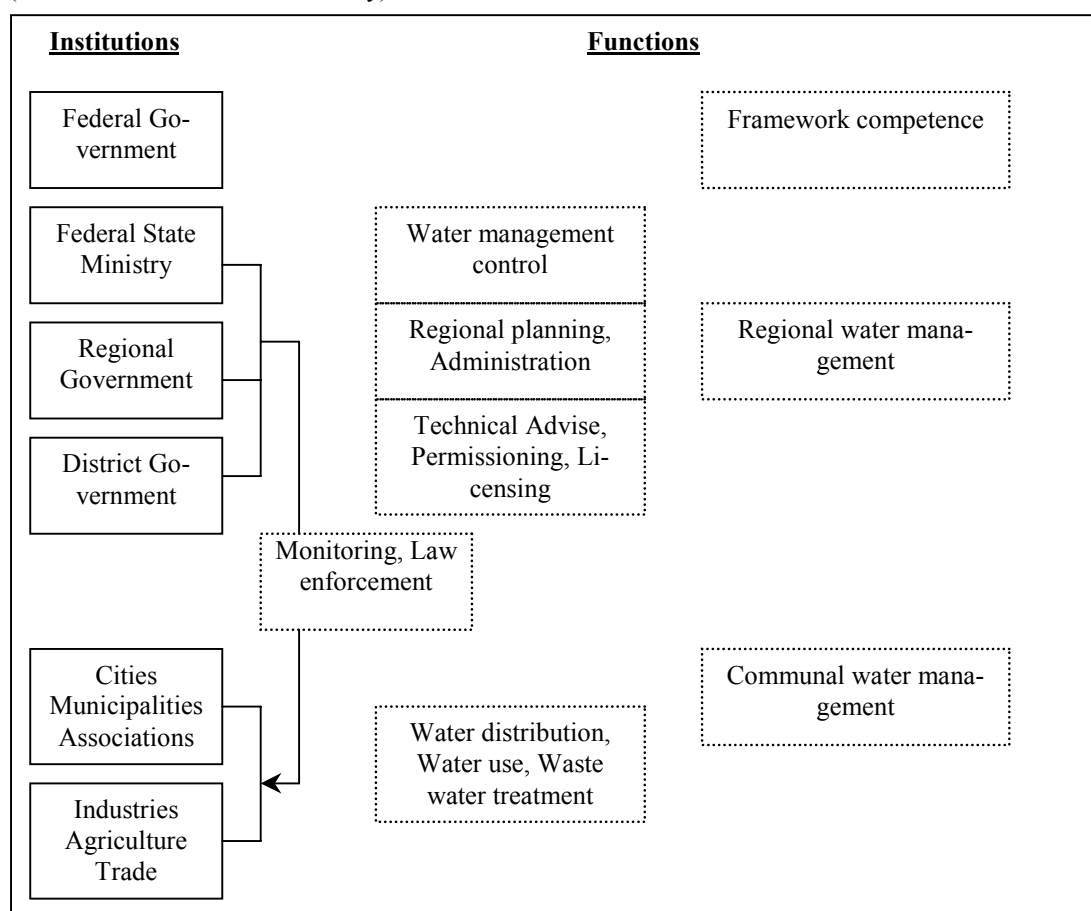 Institutions
Functions
Federal Go-
vernment
Framework competence
Federal State
Ministry
Water management
control
Regional
Government
Regional planning,
Administration
Regional water mana-
gement
District Go-
vernment
Technical Advise,
Permissioning, Li-
censing
Monitoring, Law
enforcement
Cities
Municipalities
Associations
Communal water mana-
gement
Water distribution,
Water use, Waste
water treatment
Industries
Agriculture
Trade